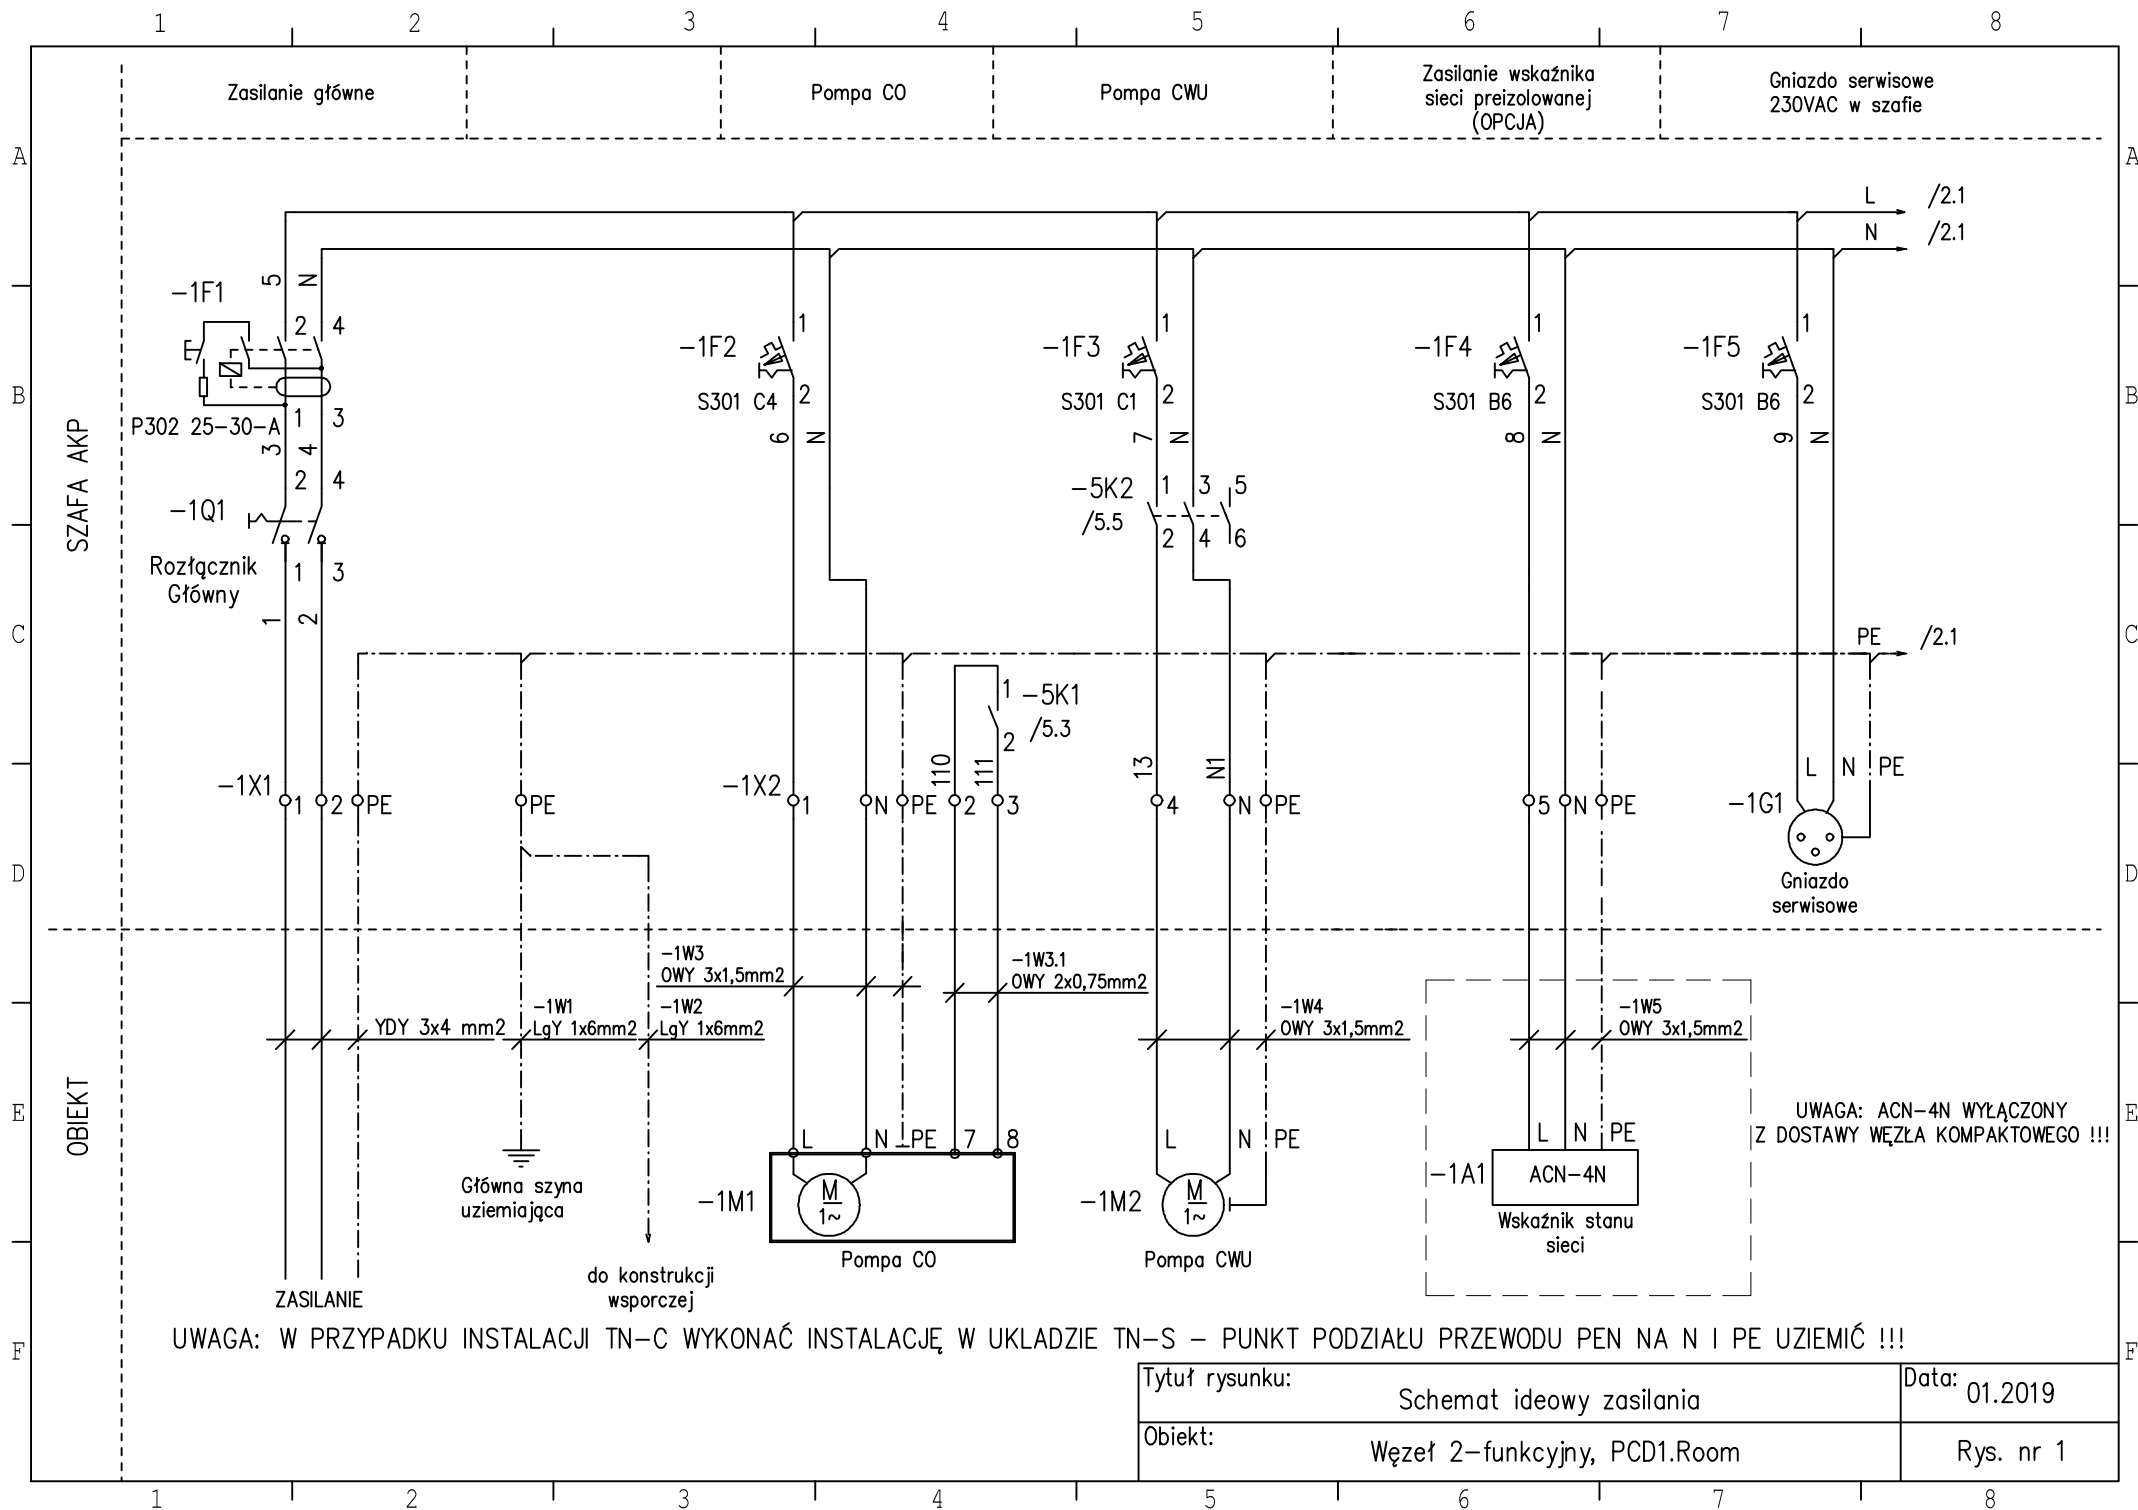 1 2 3 4 5 6 7 8
Zasilanie główne
Pompa CO
Pompa CWU
Zasilanie wskaźnika
sieci preizolowanej
(OPCJA)
Gniazdo serwisowe
230VAC w szafie
A A
L /2.1
N /2.1
5 N
-1F1
2 4
P302 25-30-A
1 3
3 4
2 4
-1Q1
Rozłącznik
Główny
1 3
1 2
-1F2
1
S301 C4
2
6 N
-1F3
1
S301 C1
2
7 N
-5K2
/5.5
1 3 5
2 4 6
-1F4
1
S301 B6
2
8 N
-1F5
1
S301 B6
2
9 N
B B
SZAFA AKP
C C
PE /2.1
1 -5K1
2 /5.3
110 111
13 N1
L N PE
-1X1
1 2 PE
PE
-1X2
1 N PE 2 3
4 N PE
5 N PE
-1G1
Gniazdo
serwisowe
D D
-1W3
OWY 3x1,5mm2
-1W3.1
OWY 2x0,75mm2
YDY 3x4 mm2
-1W1
LgY 1x6mm2
-1W2
LgY 1x6mm2
-1W4
OWY 3x1,5mm2
-1W5
OWY 3x1,5mm2
OBIEKT
E E
UWAGA: ACN-4N WYŁĄCZONY
Z DOSTAWY WĘZŁA KOMPAKTOWEGO !!!
L N PE 7 8
L N PE
L N PE
Główna szyna
uziemiająca
-1M1
M
1~
Pompa CO
-1M2
M
1~
Pompa CWU
-1A1
ACN-4N
Wskaźnik stanu
sieci
do konstrukcji
wsporczej
ZASILANIE
UWAGA: W PRZYPADKU INSTALACJI TN-C WYKONAĆ INSTALACJĘ W UKLADZIE TN-S - PUNKT PODZIAŁU PRZEWODU PEN NA N I PE UZIEMIĆ !!!
F F
Tytuł rysunku:
Schemat ideowy zasilania
Data: 01.2019
Obiekt:
Węzeł 2-funkcyjny, PCD1.Room
Rys. nr 1
1 2 3 4 5 6 7 8